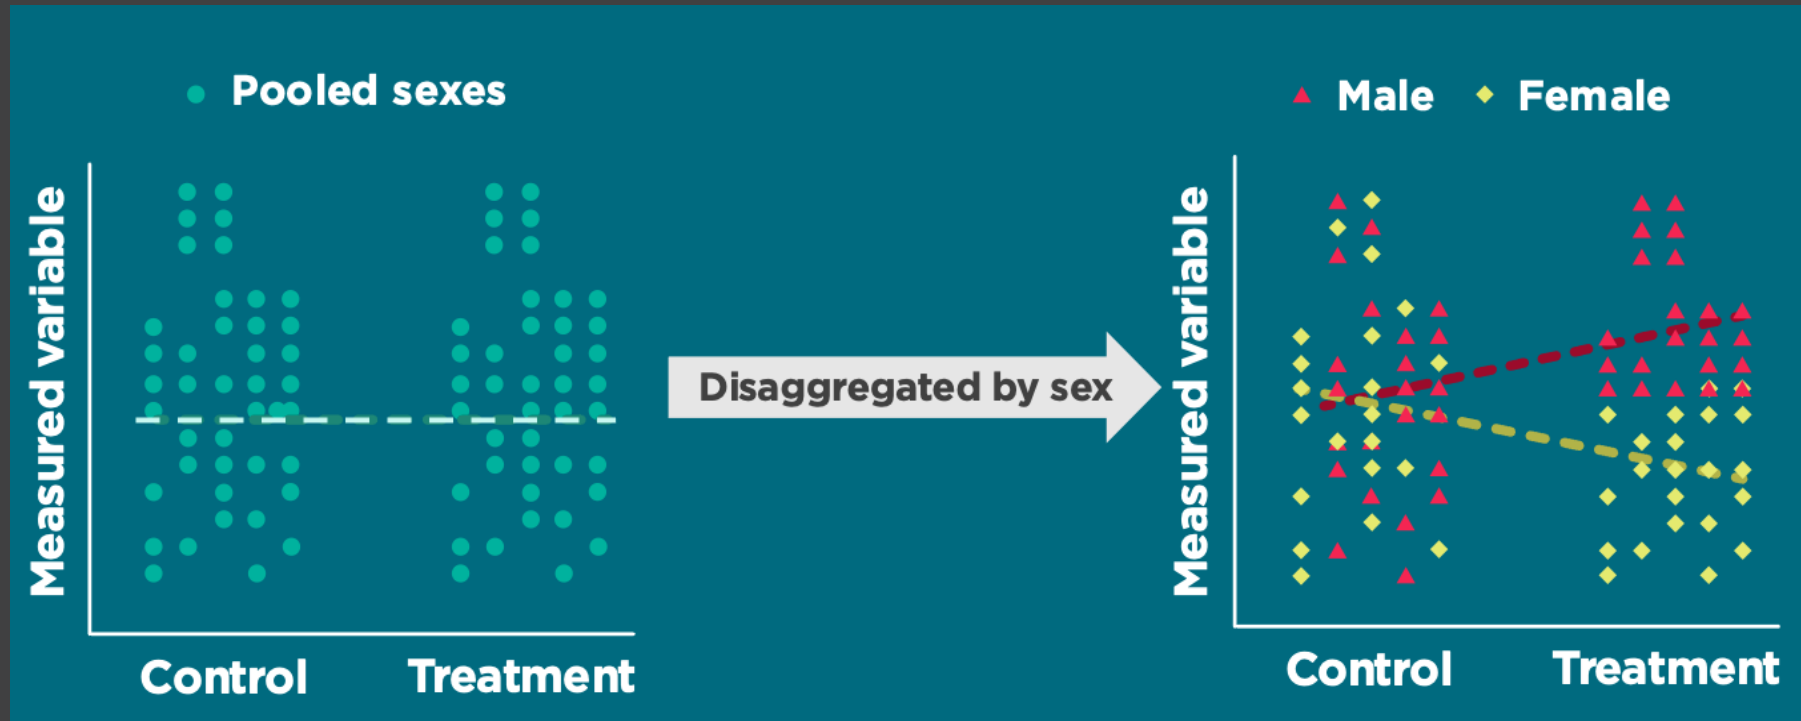 Pooled sexes
Measured variable
Control
Treatment
Disaggregated by sex
Male
Female
Measured variable
Control
Treatment